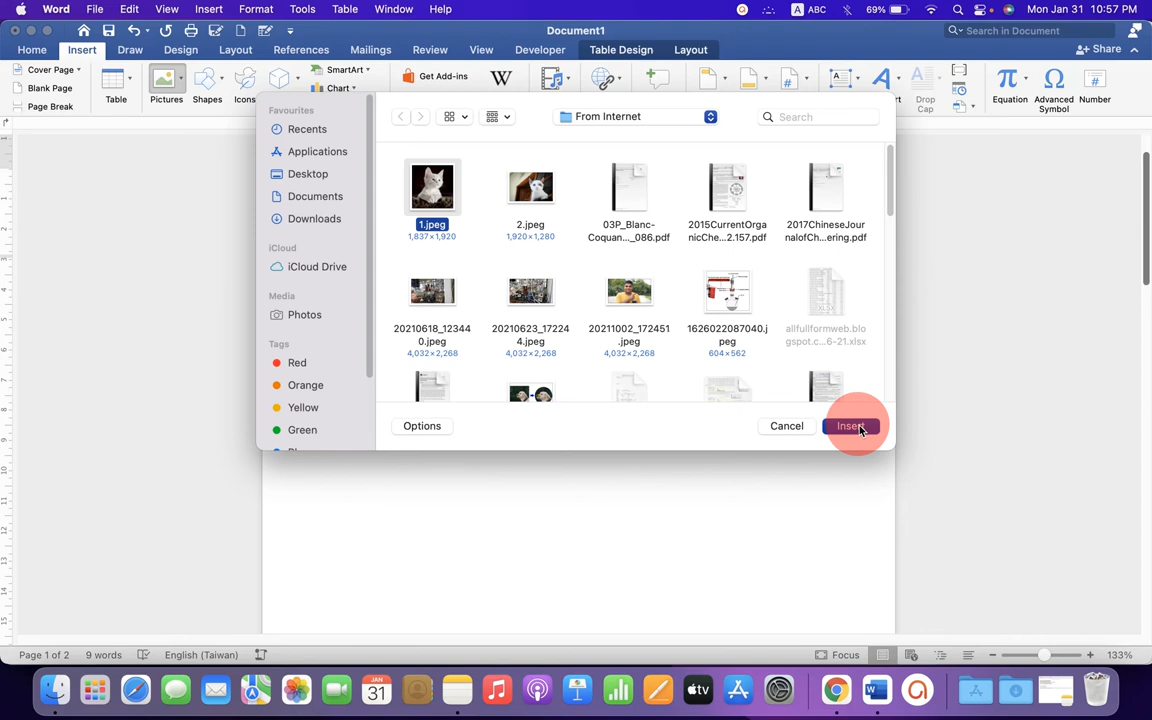 Word File Edit View Insert Format Tools Table Window Help A ABC 69% Mon Jan 31 10:57 PM
Document1
Search in Document
Home Insert Draw Design Layout References Mailings Review View Developer Table Design Layout Share
Cover Page
Blank Page
Page Break
Table
Pictures
Shapes
Icons
SmartArt
Chart
Get Add-ins
W
Drop Cap
Equation
Advanced Symbol
Number
Favourites
Recents
Applications
Desktop
Documents
Downloads
iCloud
iCloud Drive
Media
Photos
Tags
Red
Orange
Yellow
Green
From Internet
Search
1.jpeg
1,837×1,920
2.jpeg
1,920×1,280
03P_Blanc-
Coquan..._086.pdf
2015CurrentOrga
nicChe...2.157.pdf
2017ChineseJour
nalofCh...ering.pdf
20210618_12344
0.jpeg
4,032×2,268
20210623_17224
4.jpeg
4,032×2,268
20211002_172451
.jpeg
4,032×2,268
1626022087040.j
peg
604×562
allfullformweb.blo
gspot.c...6-21.xlsx
Options
Cancel
Insert
Page 1 of 2 9 words English (Taiwan) Focus 133%
JAN
31
tv